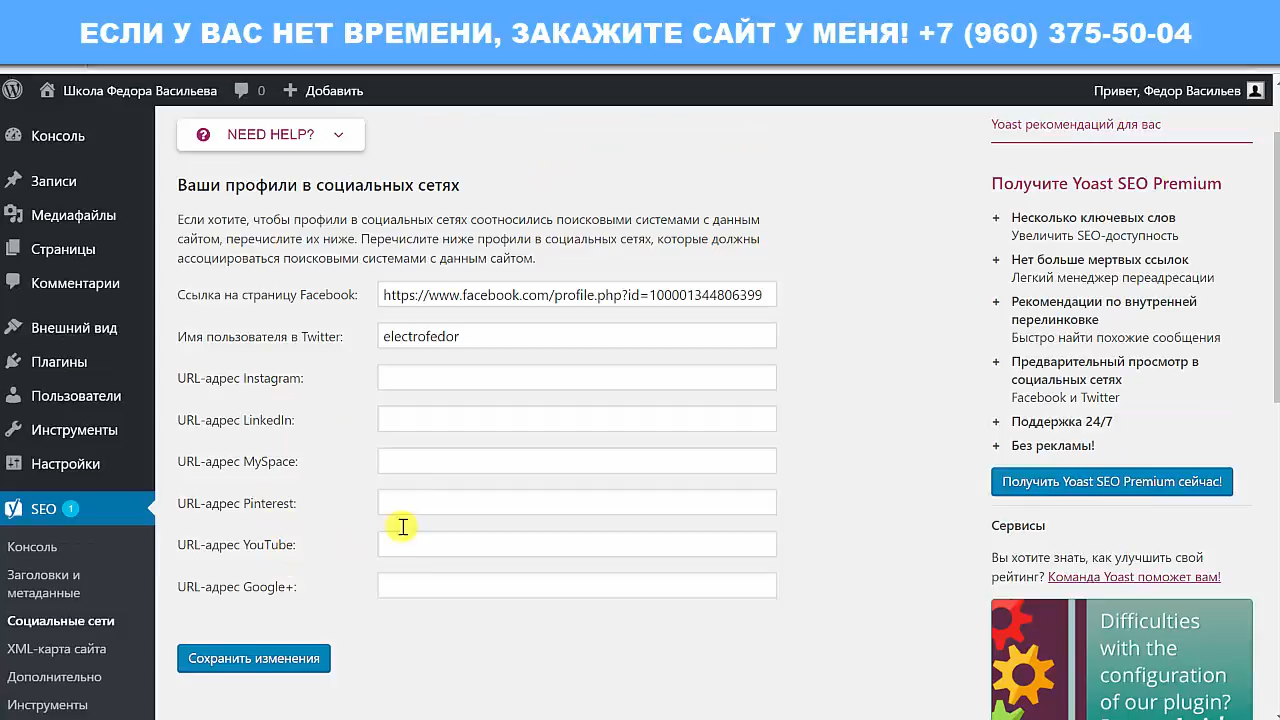 ЕСЛИ У ВАС НЕТ ВРЕМЕНИ, ЗАКАЖИТЕ САЙТ У МЕНЯ! +7 (960) 375-50-04
Школа Федора Васильева 0 Добавить Привет, Федор Васильев
Консоль
Записи
Медиафайлы
Страницы
Комментарии
Внешний вид
Плагины
Пользователи
Инструменты
Настройки
SEO 1
Консоль
Заголовки и
метаданные
Социальные сети
XML-карта сайта
Дополнительно
Инструменты
NEED HELP?
Ваши профили в социальных сетях
Если хотите, чтобы профили в социальных сетях соотносились поисковыми системами с данным
сайтом, перечислите их ниже. Перечислите ниже профили в социальных сетях, которые должны
ассоциироваться поисковыми системами с данным сайтом.
Ссылка на страницу Facebook: https://www.facebook.com/profile.php?id=100001344806399
Имя пользователя в Twitter: electrofedor
URL-адрес Instagram:
URL-адрес LinkedIn:
URL-адрес MySpace:
URL-адрес Pinterest:
URL-адрес YouTube:
URL-адрес Google+:
Сохранить изменения
Yoast рекомендаций для вас
Получите Yoast SEO Premium
+ Несколько ключевых слов
Увеличить SEO-доступность
+ Нет больше мертвых ссылок
Легкий менеджер переадресации
+ Рекомендации по внутренней
перелинковке
Быстро найти похожие сообщения
+ Предварительный просмотр в
социальных сетях
Facebook и Twitter
+ Поддержка 24/7
+ Без рекламы!
Получить Yoast SEO Premium сейчас!
Сервисы
Вы хотите знать, как улучшить свой
рейтинг? Команда Yoast поможет вам!
Difficulties
with the
configuration
of our plugin?